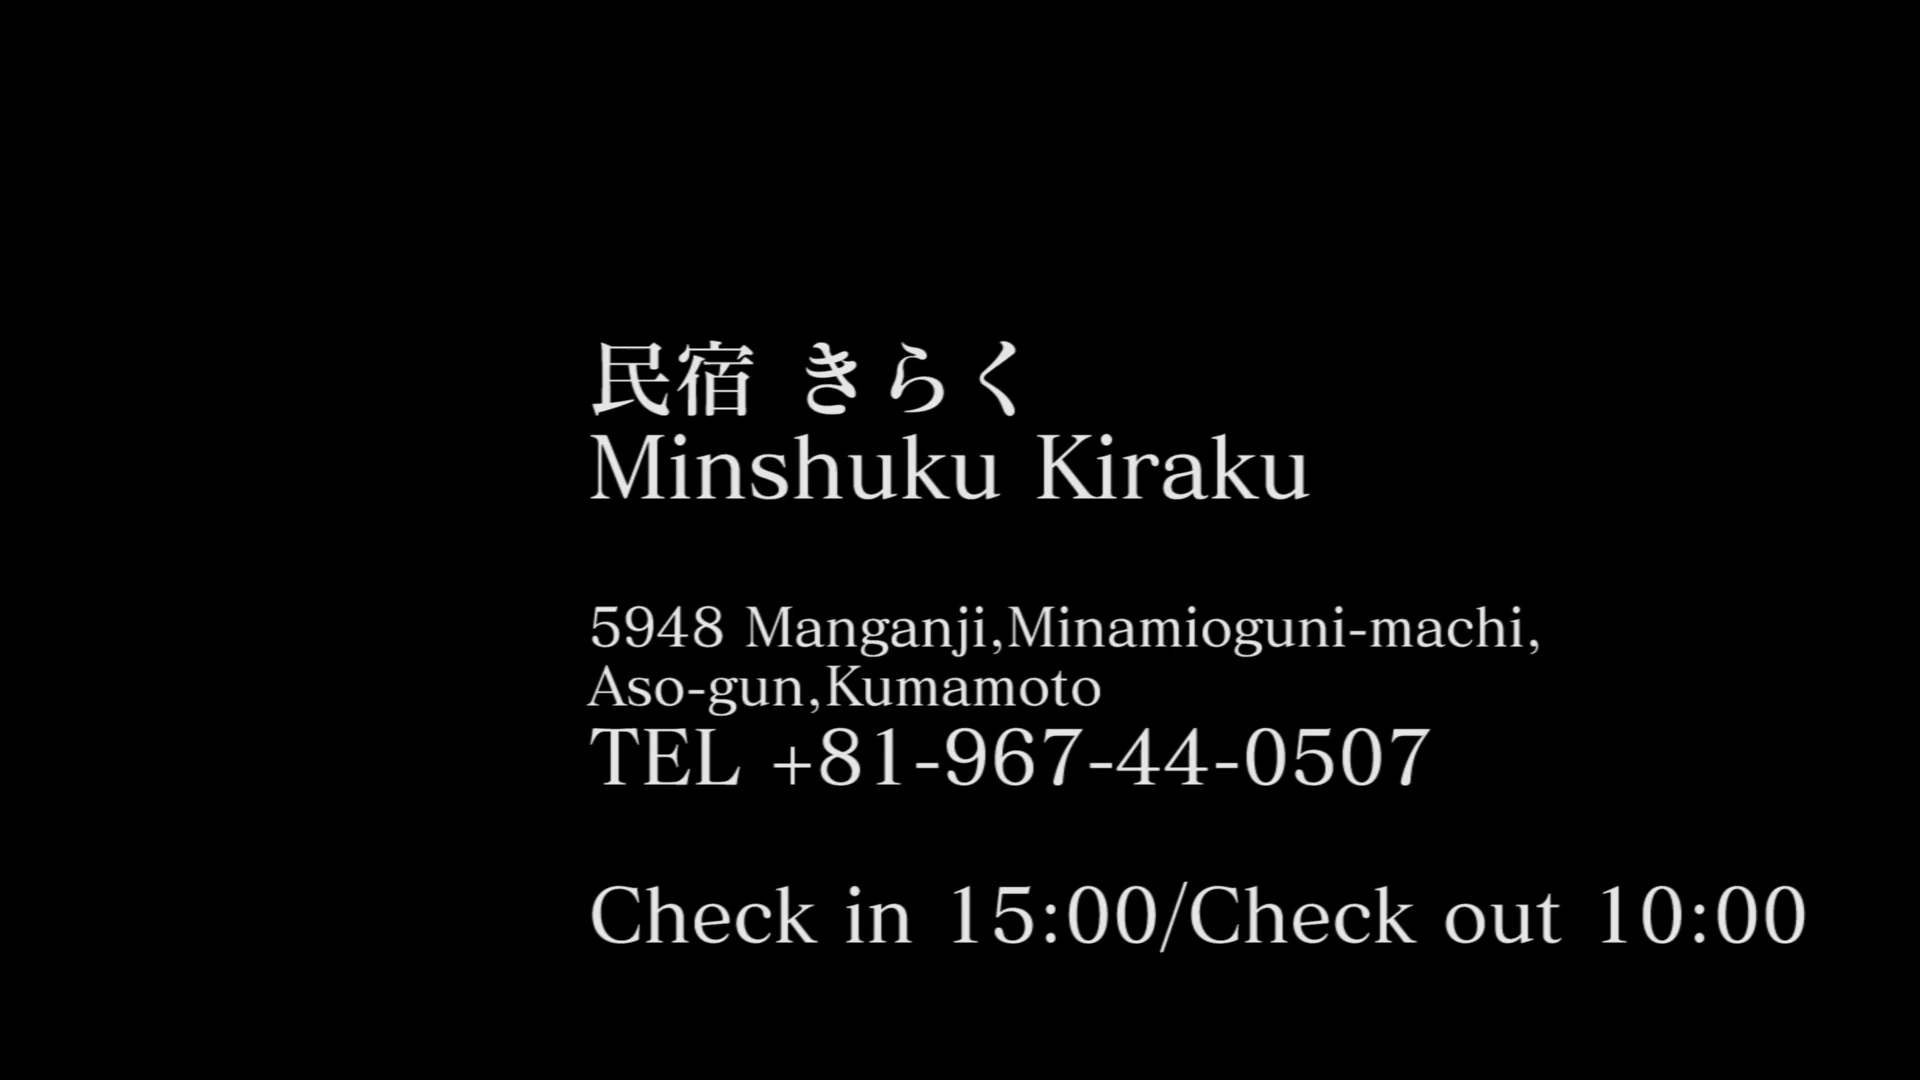 民宿 きらく
Minshuku Kiraku
5948 Manganji,Minamioguni-machi,
Aso-gun,Kumamoto
TEL +81-967-44-0507
Check in 15:00/Check out 10:00